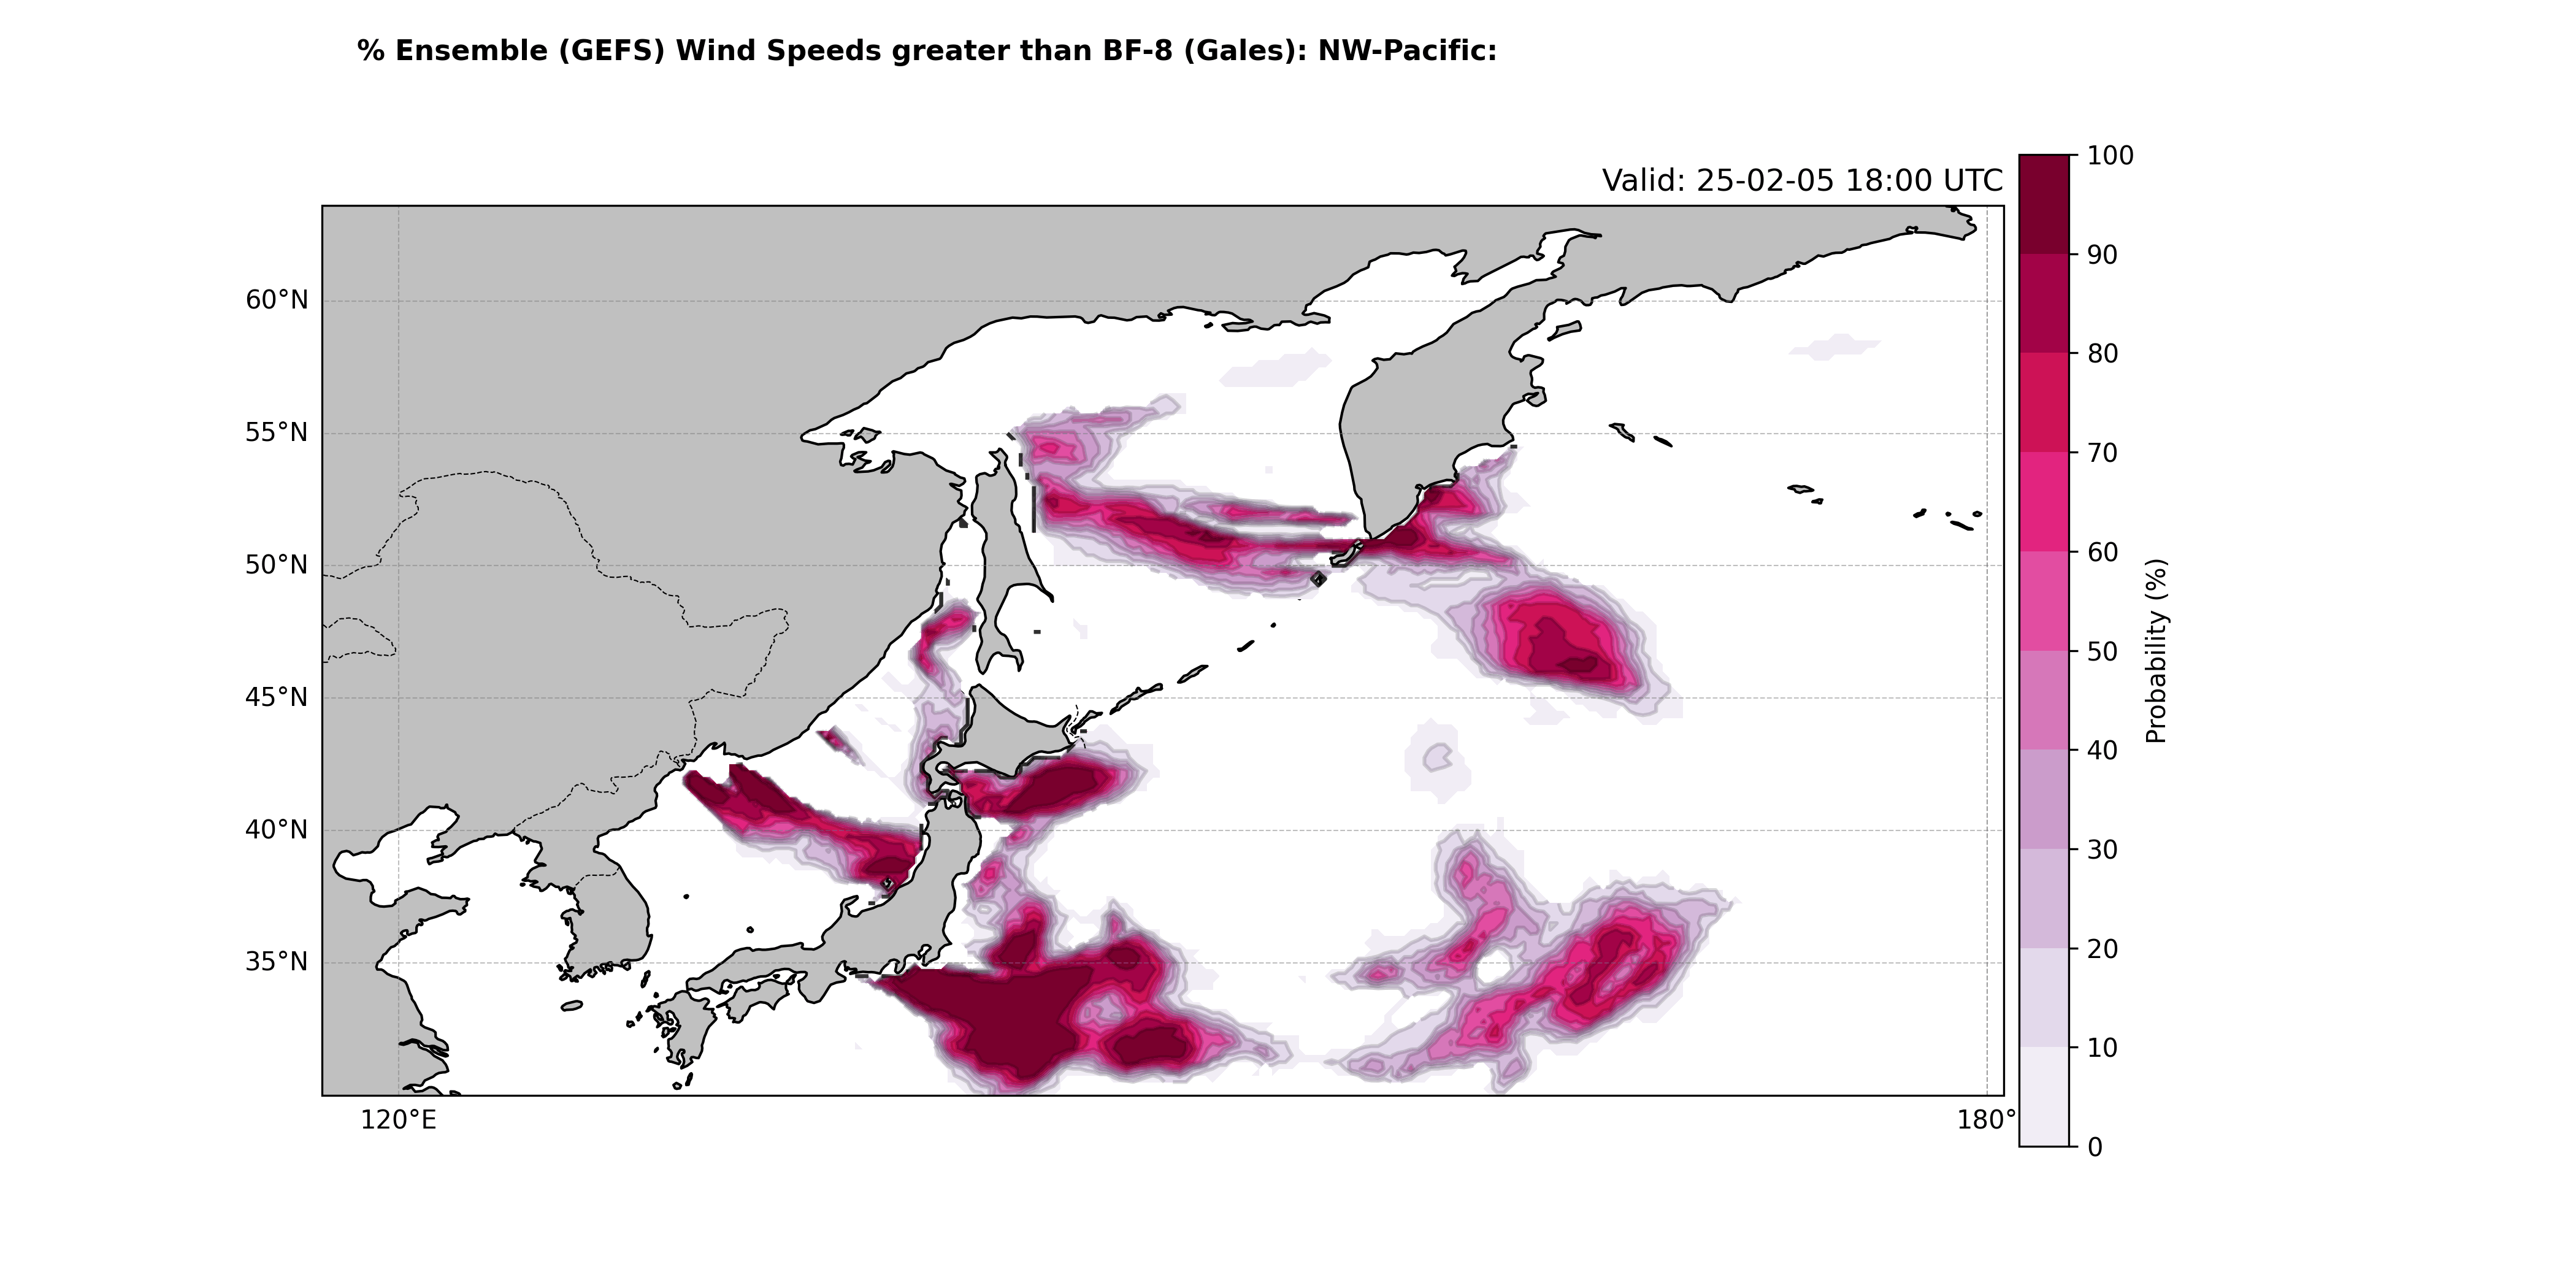 % Ensemble (GEFS) Wind Speeds greater than BF-8 (Gales): NW-Pacific:
Valid: 25-02-05 18:00 UTC
60°N
55°N
50°N
45°N
40°N
35°N
120°E
180°
100
90
80
70
60
50
40
30
20
10
0
Probability (%)